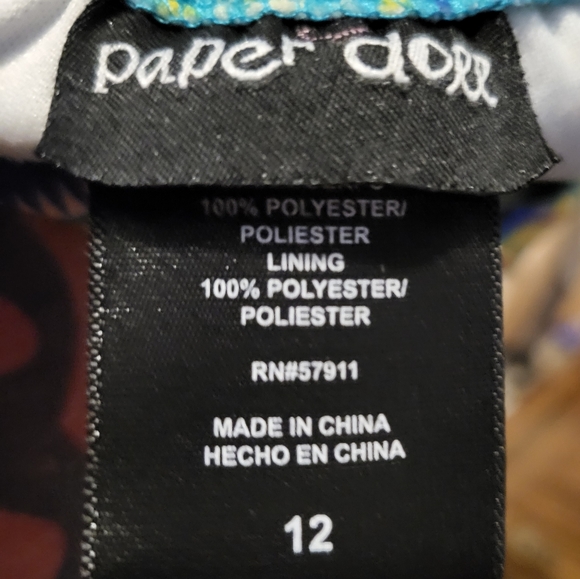 paper doll
100% POLYESTER/
POLIESTER
LINING
100% POLYESTER/
POLIESTER
RN#57911
MADE IN CHINA
HECHO EN CHINA
12